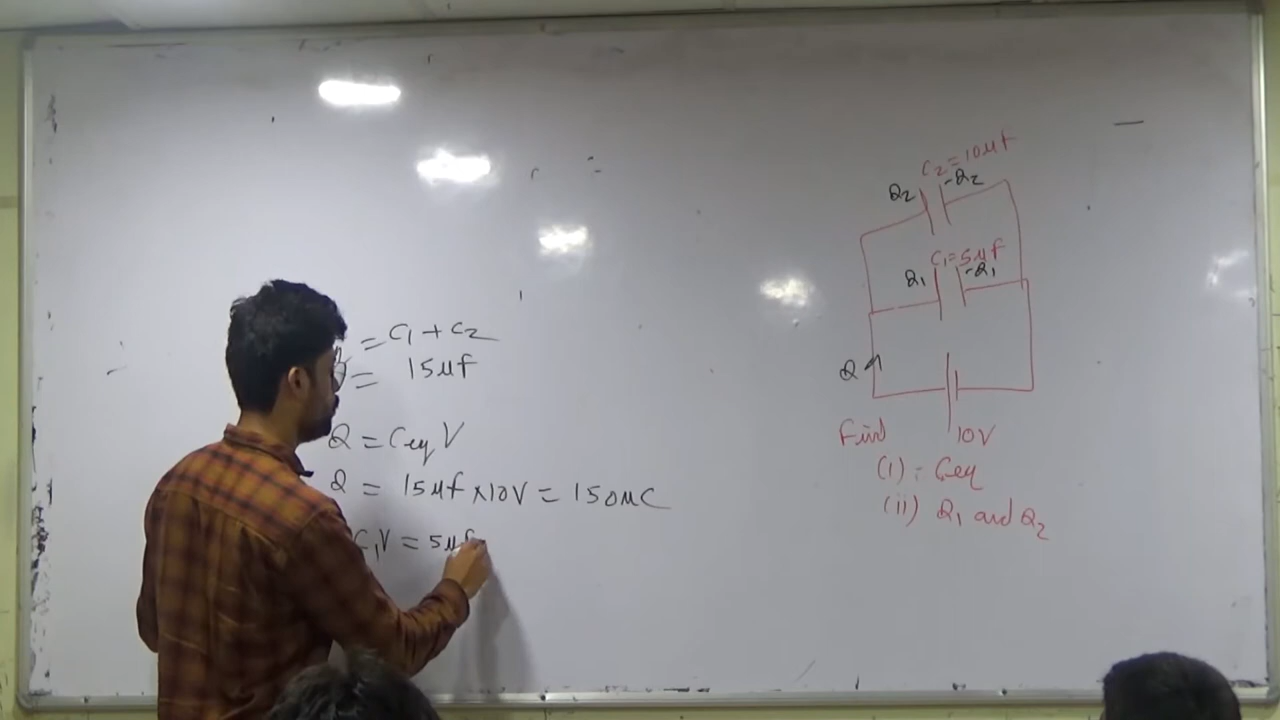 = C1 + C2
= 15μf
Q = Ceq V
Q = 15μf × 10V = 150μC
C1V = 5μf
C2 = 10μf
Q2 -Q2
C1 = 5μf
Q1 -Q1
Q
10V
Find
(i) : Ceq
(ii) Q1 and Q2